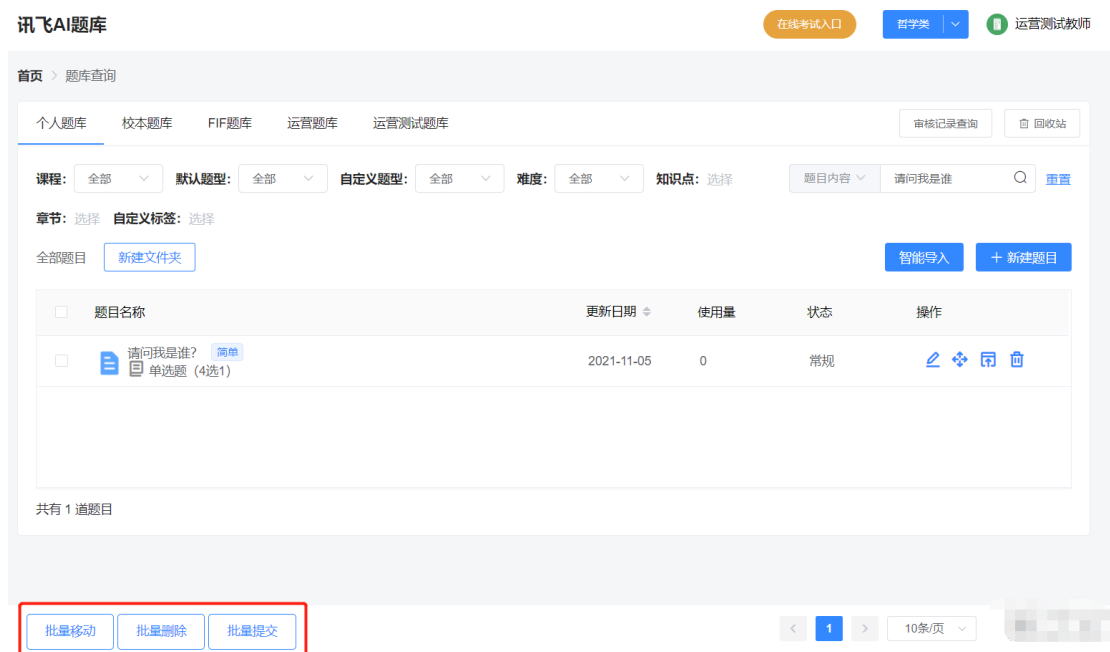 讯飞AI题库 在线考试入口 哲学类 运营测试教师
首页 > 题库查询
个人题库 校本题库 FIF题库 运营题库 运营测试题库 审核记录查询 回收站
课程: 全部 默认题型: 全部 自定义题型: 全部 难度: 全部 知识点: 选择 题目内容 请问我是谁 重置
章节: 选择 自定义标签: 选择
全部题目 新建文件夹 智能导入 + 新建题目
题目名称 更新日期 使用量 状态 操作
请问我是谁? 简单
单选题 (4选1) 2021-11-05 0 常规
共有 1 道题目
批量移动 批量删除 批量提交 < 1 > 10条/页